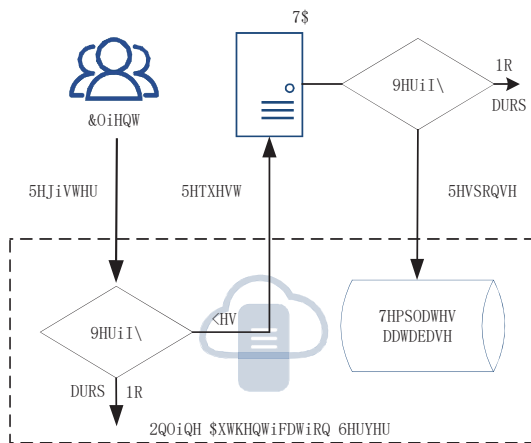 7$
&OiHQW
9HUiI\
1R
DURS
5HJiVWHU
5HTXHVW
5HVSRQVH
9HUiI\
<HV
7HPSODWHV
DDWDEDVH
DURS
1R
2QOiQH $XWKHQWiFDWiRQ 6HUYHU